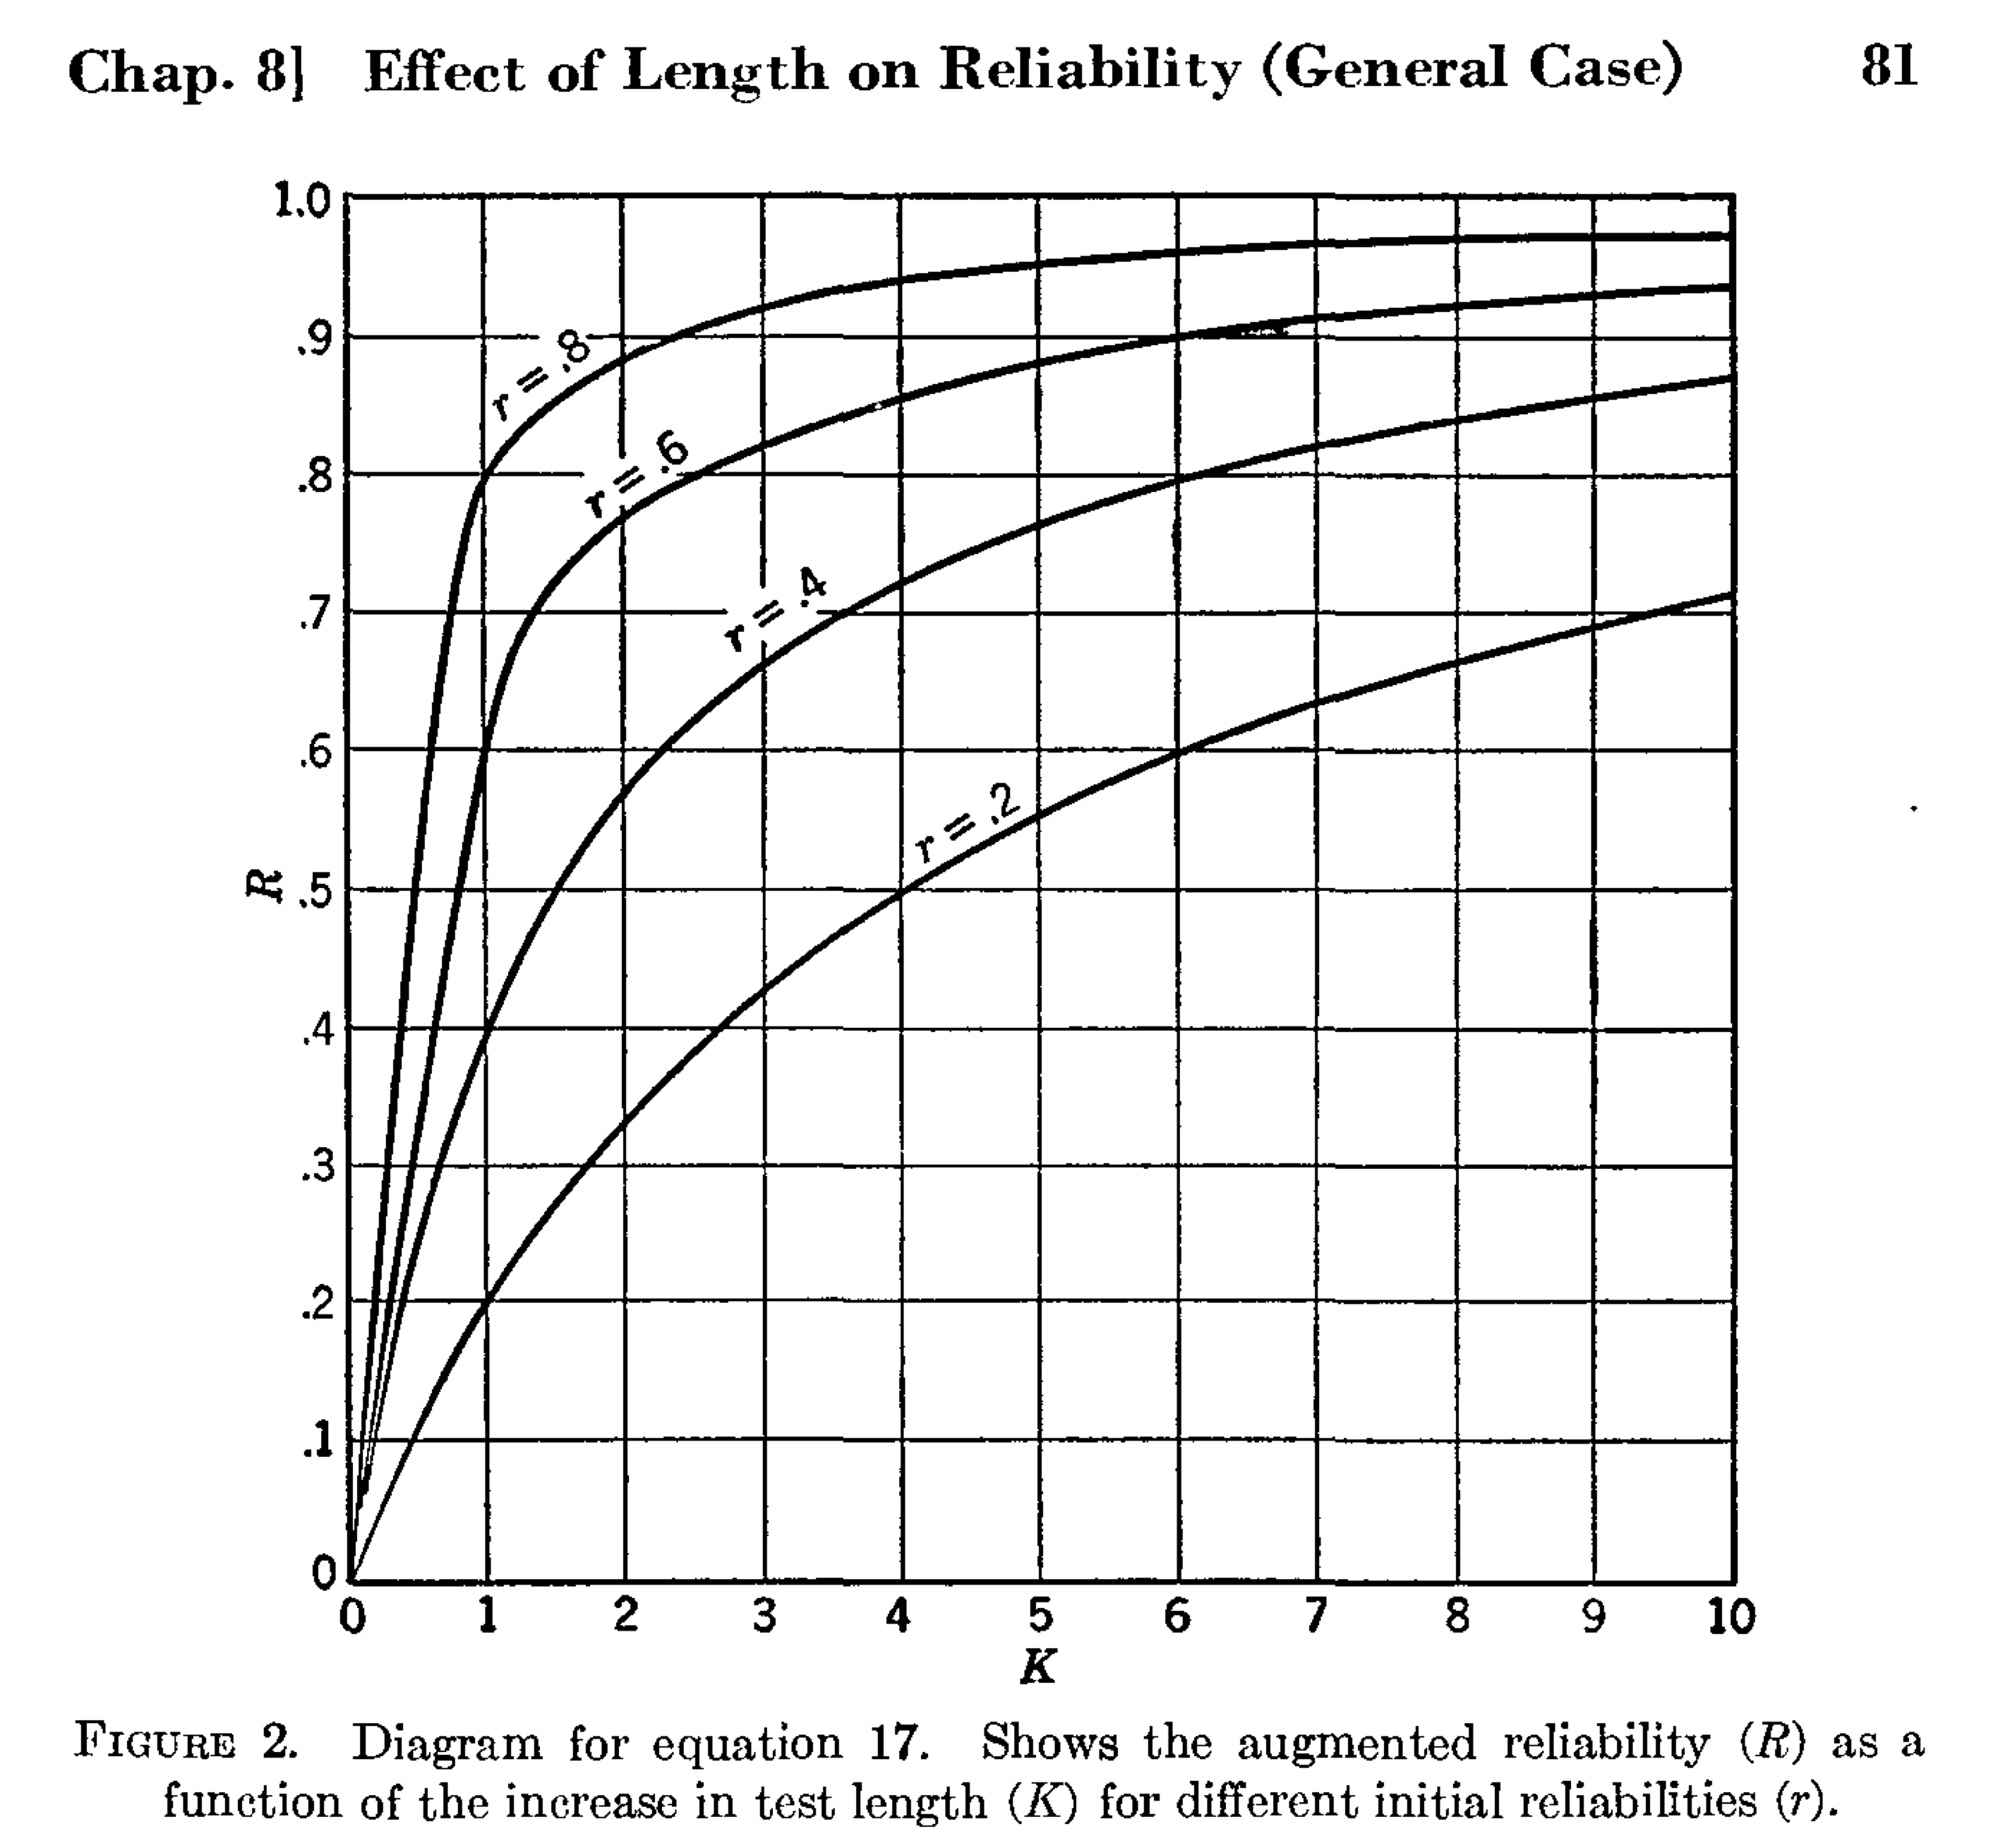 Chap. 8] Effect of Length on Reliability (General Case) 81
1.0
.9
r = .8
.8
r = .6
.7
r = .4
.6
R
.5
r = .2
.4
.3
.2
.1
0
0 1 2 3 4 5 6 7 8 9 10
K
FIGURE 2. Diagram for equation 17. Shows the augmented reliability (R) as a
function of the increase in test length (K) for different initial reliabilities (r).